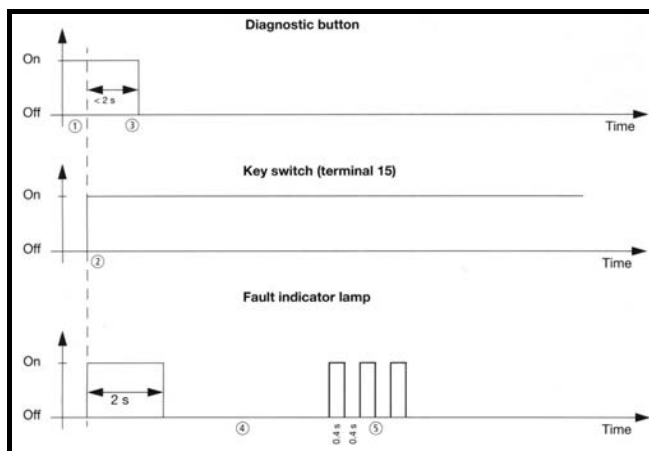 Diagnostic button
On
< 2 s
Off
① ③
Time
Key switch (terminal 15)
On
Off
②
Time
Fault indicator lamp
On
2 s
Off
④ 0.4 s 0.4 s ⑤
Time